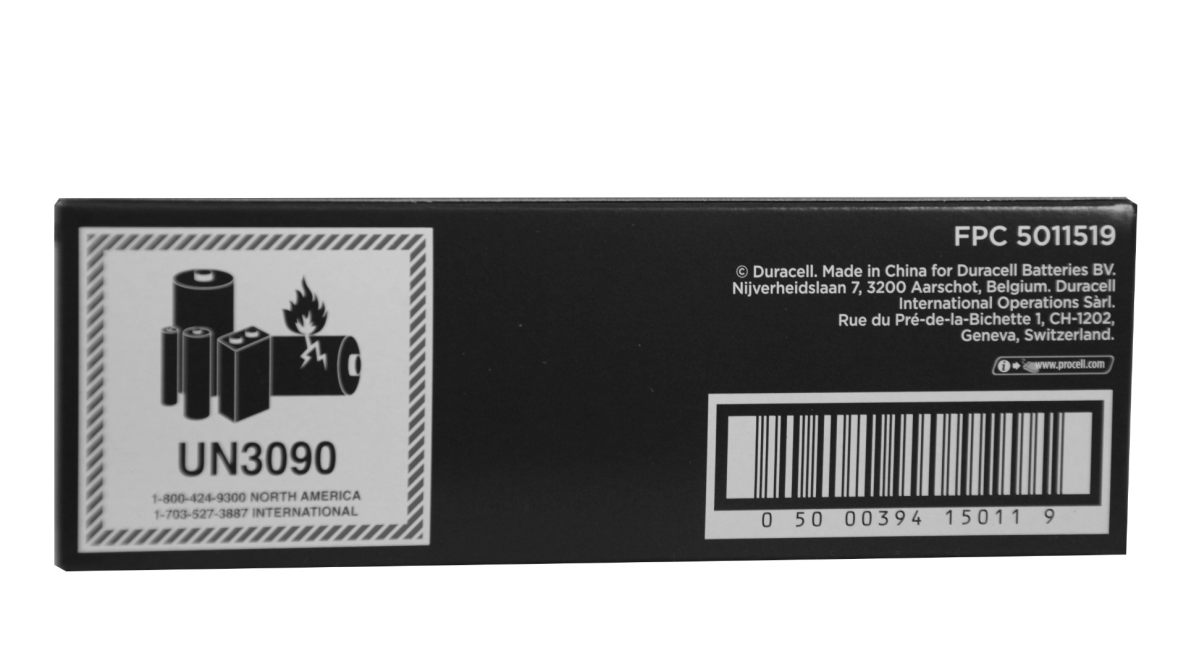 UN3090
1-800-424-9300 NORTH AMERICA
1-703-527-3887 INTERNATIONAL
FPC 5011519
© Duracell. Made in China for Duracell Batteries BV.
Nijverheidslaan 7, 3200 Aarschot, Belgium. Duracell
International Operations Sàrl.
Rue du Pré-de-la-Bichette 1, CH-1202,
Geneva, Switzerland.
i www.procell.com
0 50 00394 15011 9